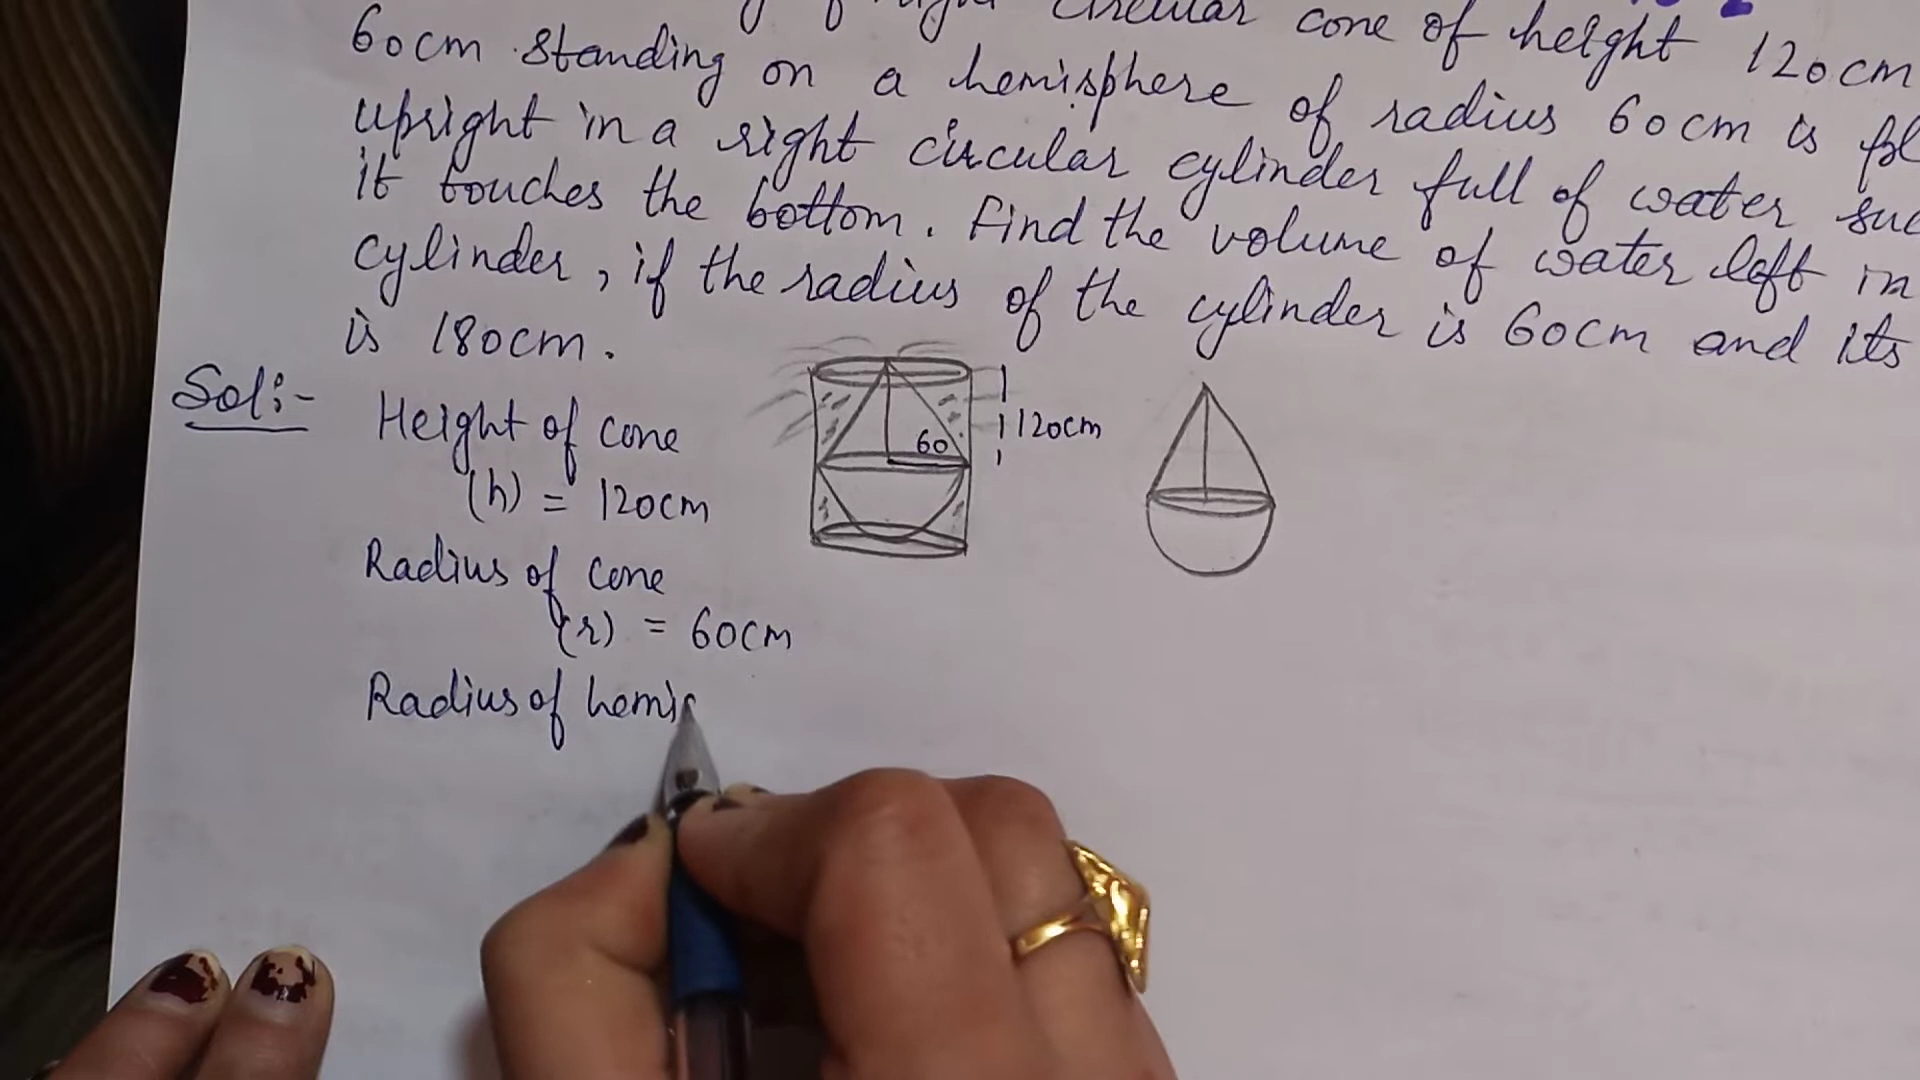 circular cone of height 120cm
60cm standing on a hemisphere of radius 60cm is
upright in a right circular cylinder full of water
it touches the bottom. Find the volume of water left in
cylinder, if the radius of the cylinder is 60cm and its
is 180cm.
Sol:-
Height of cone
(h) = 120cm
60
120cm
Radius of cone
(r) = 60cm
Radius of hemis